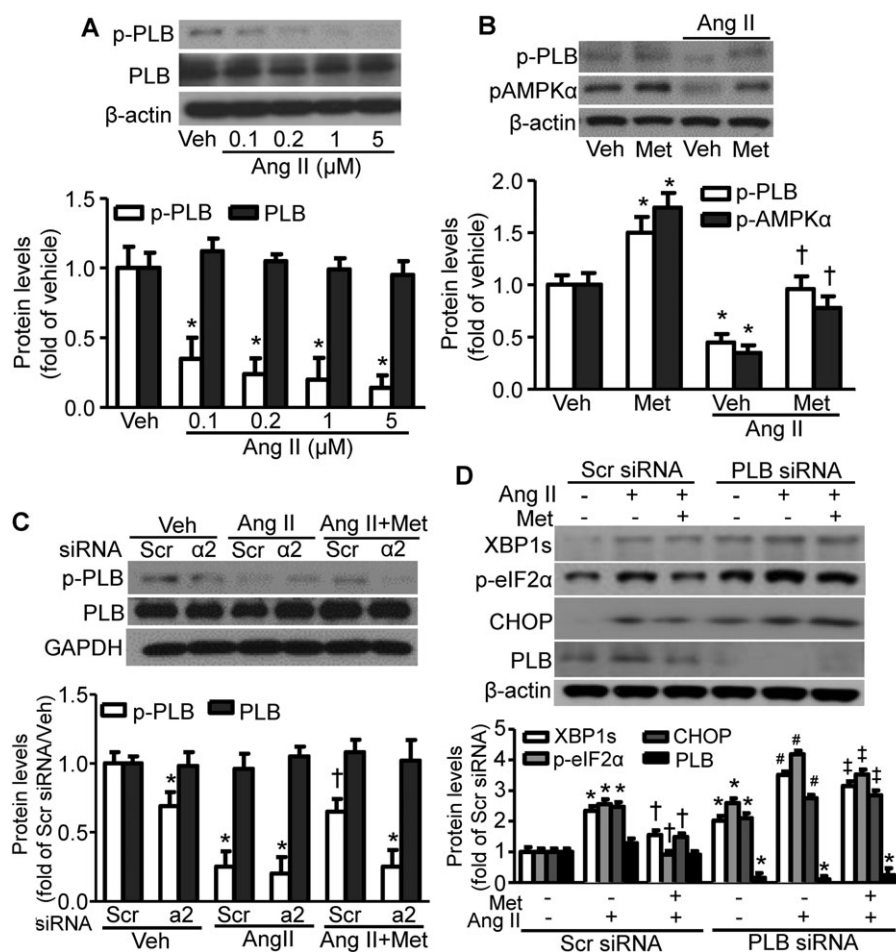 A
p-PLB
PLB
β-actin
Veh 0.1 0.2 1 5
Ang II (μM)
Protein levels
(fold of vehicle)
1.5
1.0
0.5
0.0
p-PLB PLB
* * * *
Veh 0.1 0.2 1 5
Ang II (μM)
B
Ang II
p-PLB
pAMPKα
β-actin
Veh Met Veh Met
Protein levels
(fold of vehicle)
2.0
1.5
1.0
0.5
0.0
p-PLB
p-AMPKα
* * * * † †
Veh Met Veh Met
Ang II
C
Veh Ang II Ang II+Met
siRNA Scr α2 Scr α2 Scr α2
p-PLB
PLB
GAPDH
Protein levels
(fold of Scr siRNA/Veh)
1.5
1.0
0.5
0.0
p-PLB PLB
* * * † *
siRNA Scr a2 Scr a2 Scr a2
Veh AngII Ang II+Met
D
Scr siRNA PLB siRNA
Ang II - + + - + +
Met + +
XBP1s
p-eIF2α
CHOP
PLB
β-actin
Protein levels
(fold of Scr siRNA)
5
4
3
2
1
0
XBP1s CHOP
p-eIF2α PLB
* * * † † † * * * * # # # * ‡ ‡ ‡ *
Met + +
Ang II - + + - + +
Scr siRNA PLB siRNA